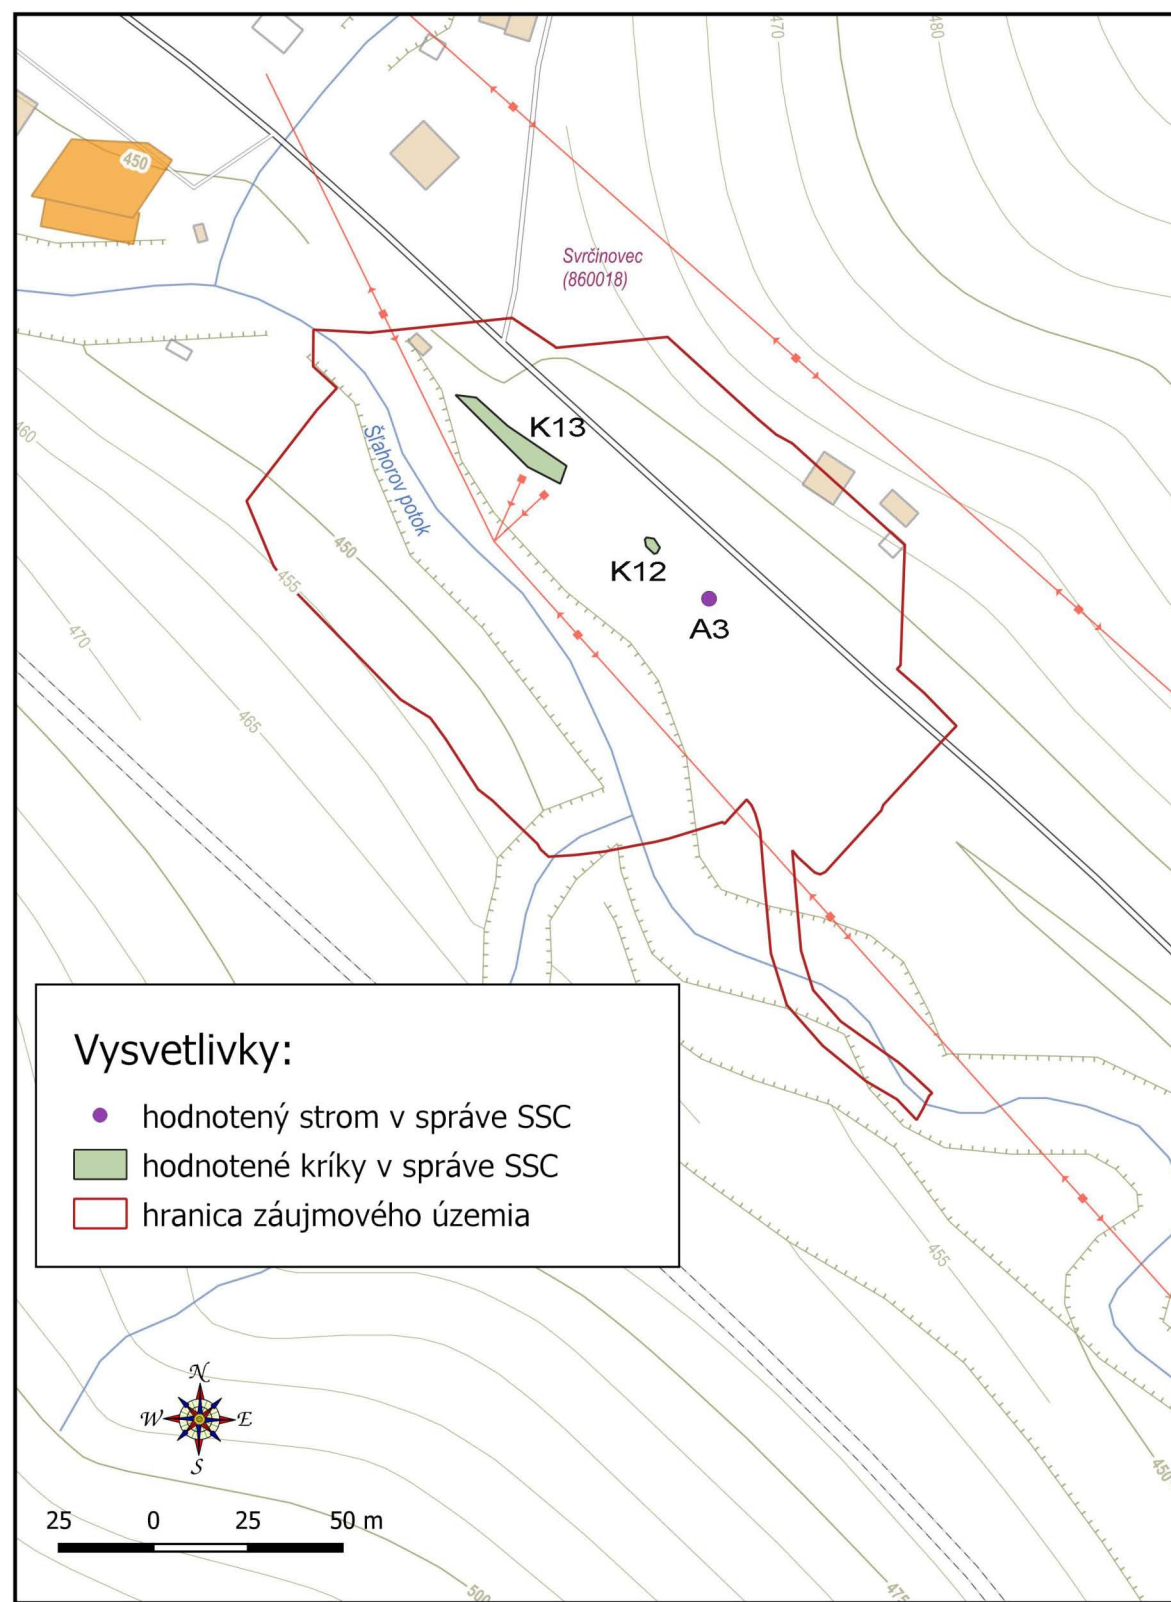 470
480
450
Svrčinovec
(860018)
460
K13
Šľahorov potok
450
455
K12
A3
470
465
Vysvetlivky:
hodnotený strom v správe SSC
hodnotené kríky v správe SSC
hranica záujmového územia
455
N
W E
S
450
25 0 25 50 m
500
475